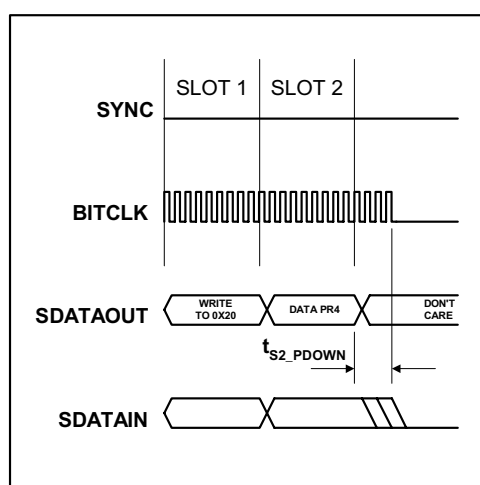 SLOT 1 SLOT 2
SYNC
BITCLK
SDATAOUT
WRITE
TO 0X20
DATA PR4
DON'T
CARE
tS2_PDOWN
SDATAIN